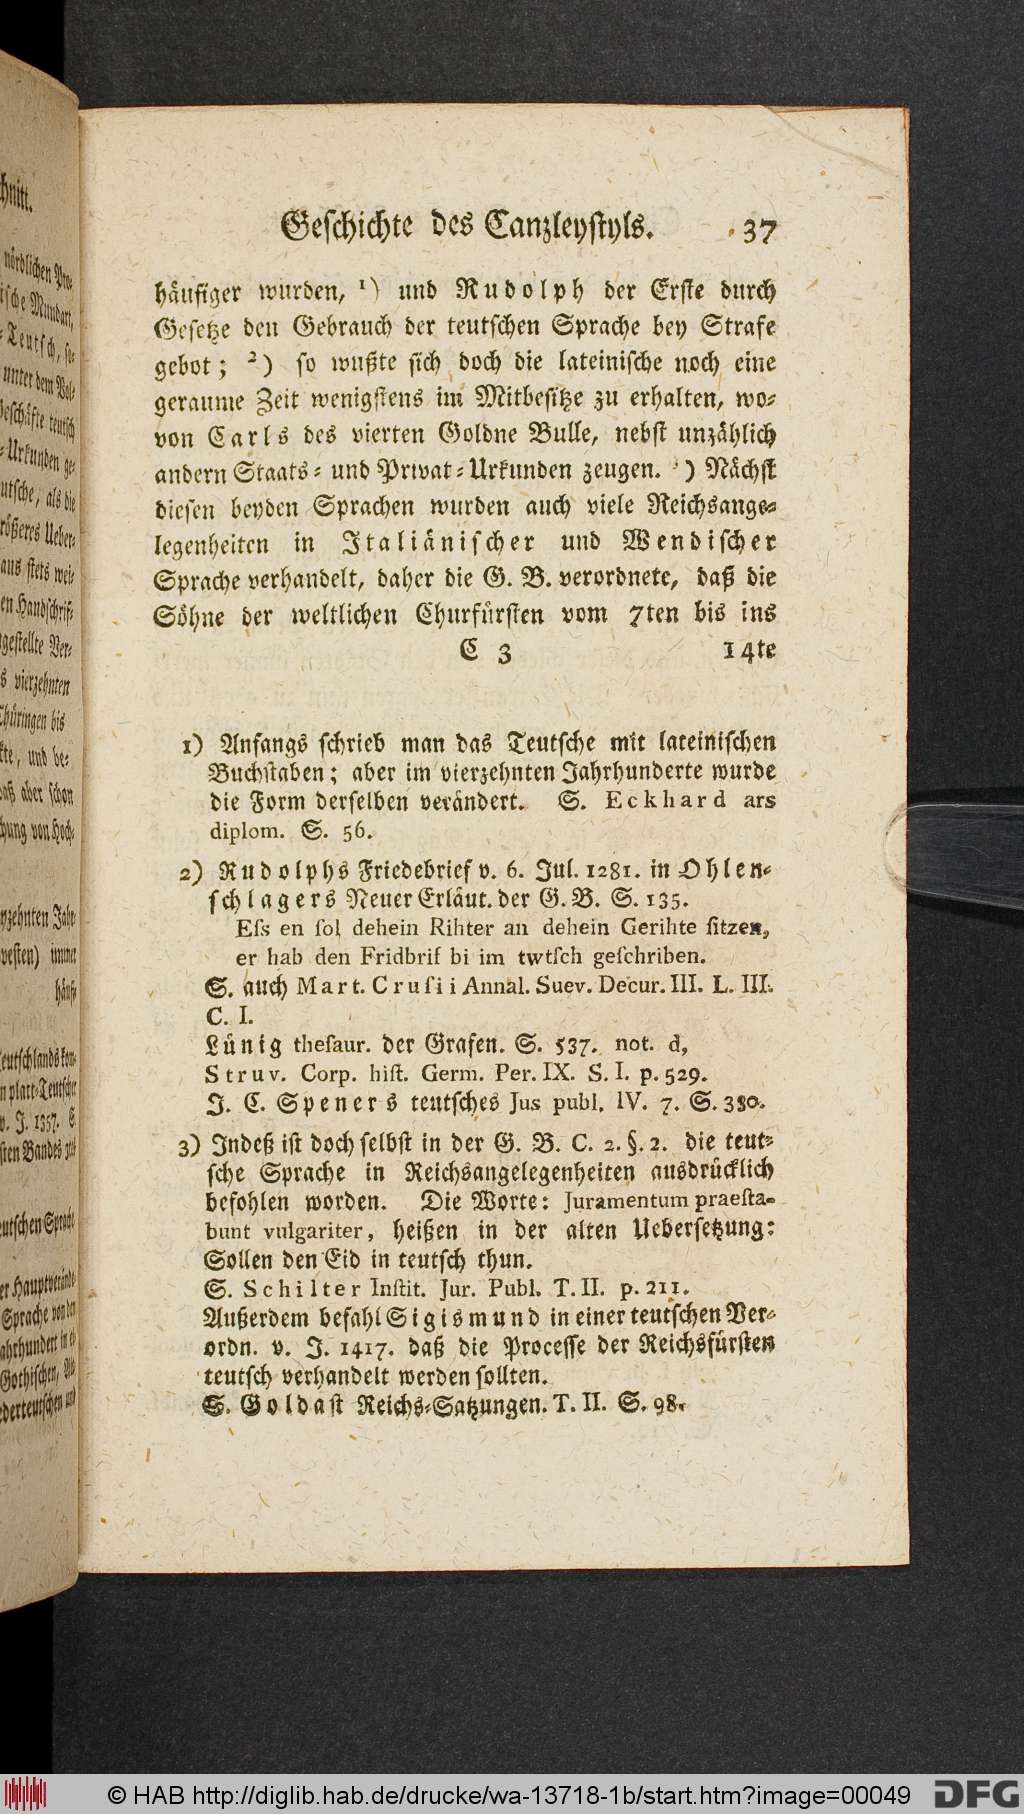 Geschichte des Canzleystyls. 37
häufiger wurden, 1) und Rudolph der Erste durch
Gesetze den Gebrauch der teutschen Sprache bey Strafe
gebot; 2) so wußte sich doch die lateinische noch eine
geraume Zeit wenigstens im Mitbesitze zu erhalten, wo-
von Carls des vierten Goldne Bulle, nebst unzählich
andern Staats- und Privat-Urkunden zeugen. 3) Nächst
diesen beyden Sprachen wurden auch viele Reichsange-
legenheiten in Italiänischer und Wendischer
Sprache verhandelt, daher die G. B. verordnete, daß die
Söhne der weltlichen Churfürsten vom 7ten bis ins
C 3 14te
1) Anfangs schrieb man das Teutsche mit lateinischen
Buchstaben; aber im vierzehnten Jahrhunderte wurde
die Form derselben verändert. S. Eckhard ars
diplom. S. 56.
2) Rudolphs Friedebrief v. 6. Jul. 1281. in Ohlen-
schlagers Neuer Erläut. der G. B. S. 135.
Eſs en ſol dehein Rihter an dehein Gerihte ſitzen,
er hab den Fridbrif bi im twtſch geſchriben.
S. auch Mart. Cruſii Annal. Suev. Decur. III. L. III.
C. I.
Lünig theſaur. der Grafen. S. 537. not. d,
Struv. Corp. hiſt. Germ. Per. IX. S. I. p. 529.
J. C. Speners teutsches Jus publ. IV. 7. S. 330.
3) Indeß ist doch selbst in der G. B. C. 2. §. 2. die teut-
sche Sprache in Reichsangelegenheiten ausdrücklich
befohlen worden. Die Worte: Juramentum praeſta-
bunt vulgariter, heißen in der alten Uebersetzung:
Sollen den Eid in teutsch thun.
S. Schilter Inſtit. Jur. Publ. T. II. p. 211.
Außerdem befahl Sigismund in einer teutschen Ver-
ordn. v. J. 1417. daß die Processe der Reichsfürsten
teutsch verhandelt werden sollten.
S. Goldast Reichs-Satzungen. T. II. S. 98.
© HAB http://diglib.hab.de/drucke/wa-13718-1b/start.htm?image=00049 DFG